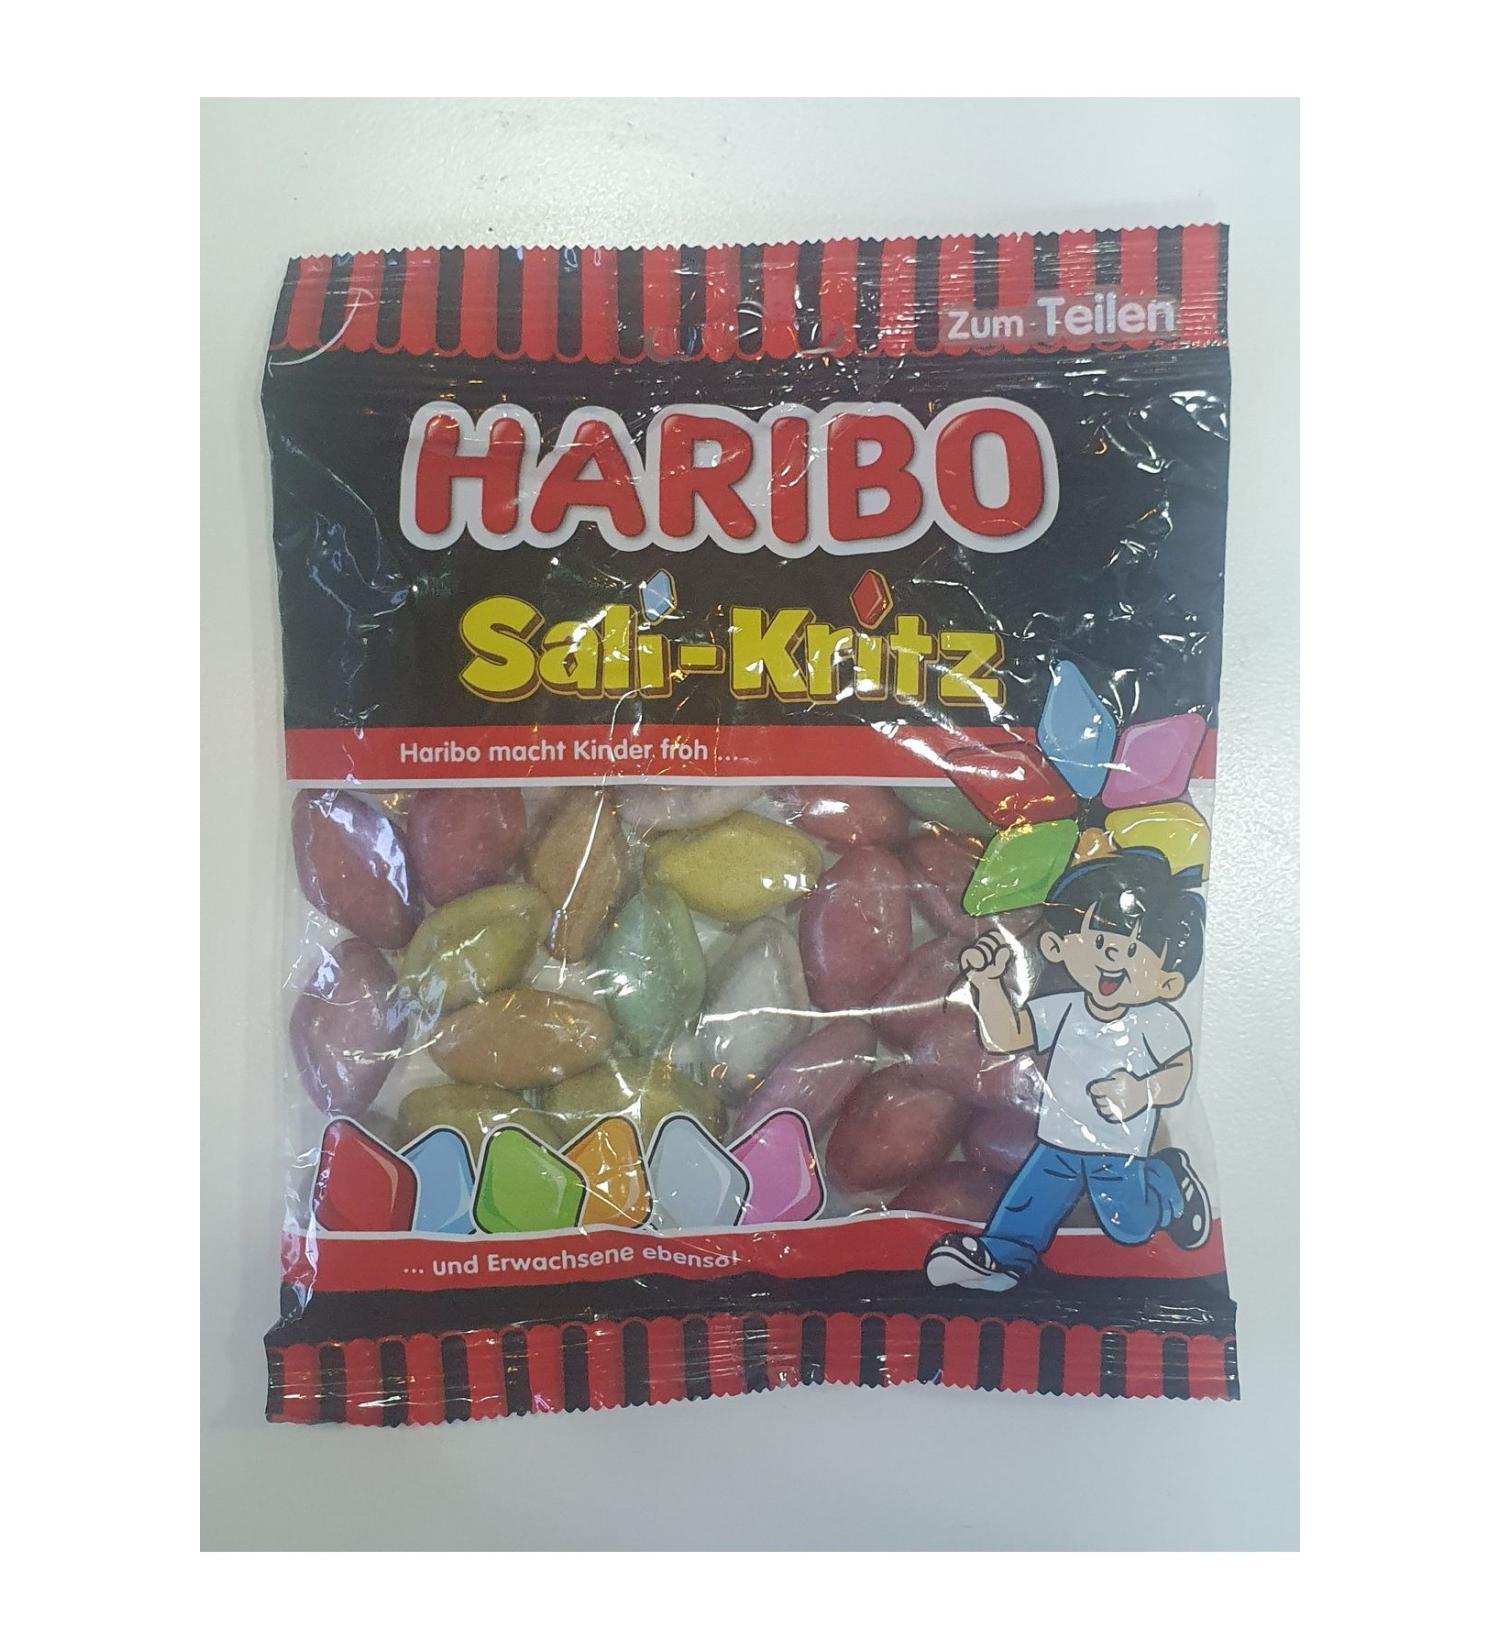 Zum Teilen
HARIBO
Sali-Kritz
Haribo macht Kinder froh ...
... und Erwachsene ebenso!